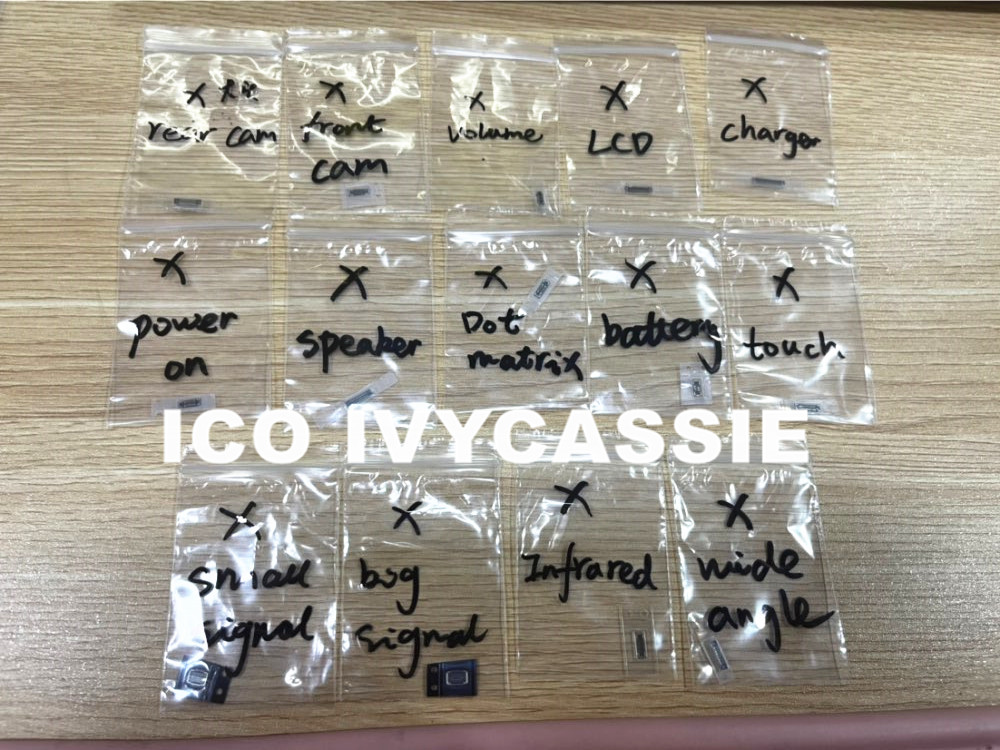 X
rear cam
X
front
cam
X
volume
X
LCD
X
charger
X
power
on
X
speaker
X
Dot
matrix
X
battery
X
touch
ICO IVYCASSIE
X
small
signal
X
big
signal
X
Infrared
X
wide
angle